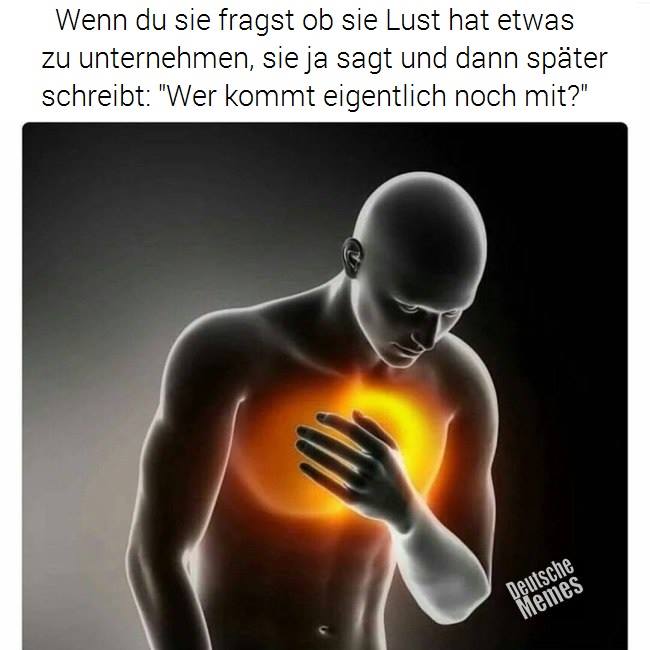 Wenn du sie fragst ob sie Lust hat etwas
zu unternehmen, sie ja sagt und dann später
schreibt: "Wer kommt eigentlich noch mit?"
Deutsche
Memes